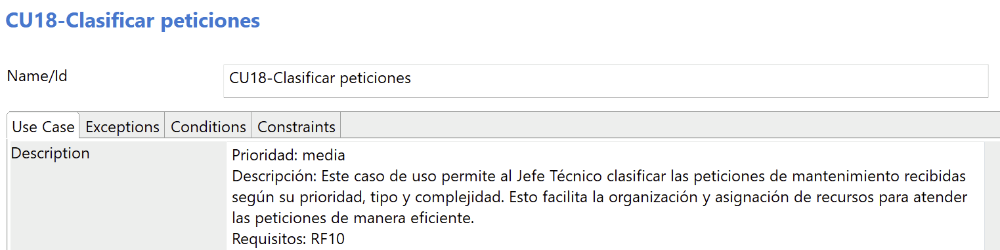 CU18-Clasificar peticiones
Name/Id
CU18-Clasificar peticiones
Use Case Exceptions Conditions Constraints
Description
Prioridad: media
Descripción: Este caso de uso permite al Jefe Técnico clasificar las peticiones de mantenimiento recibidas
según su prioridad, tipo y complejidad. Esto facilita la organización y asignación de recursos para atender
las peticiones de manera eficiente.
Requisitos: RF10